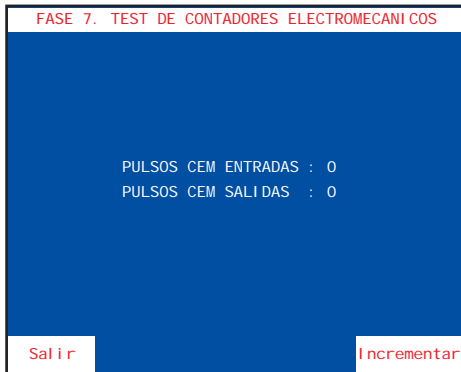 FASE 7. TEST DE CONTADORES ELECTROMECANICOS
PULSOS CEM ENTRADAS : 0
PULSOS CEM SALIDAS : 0
Salir
Incrementar